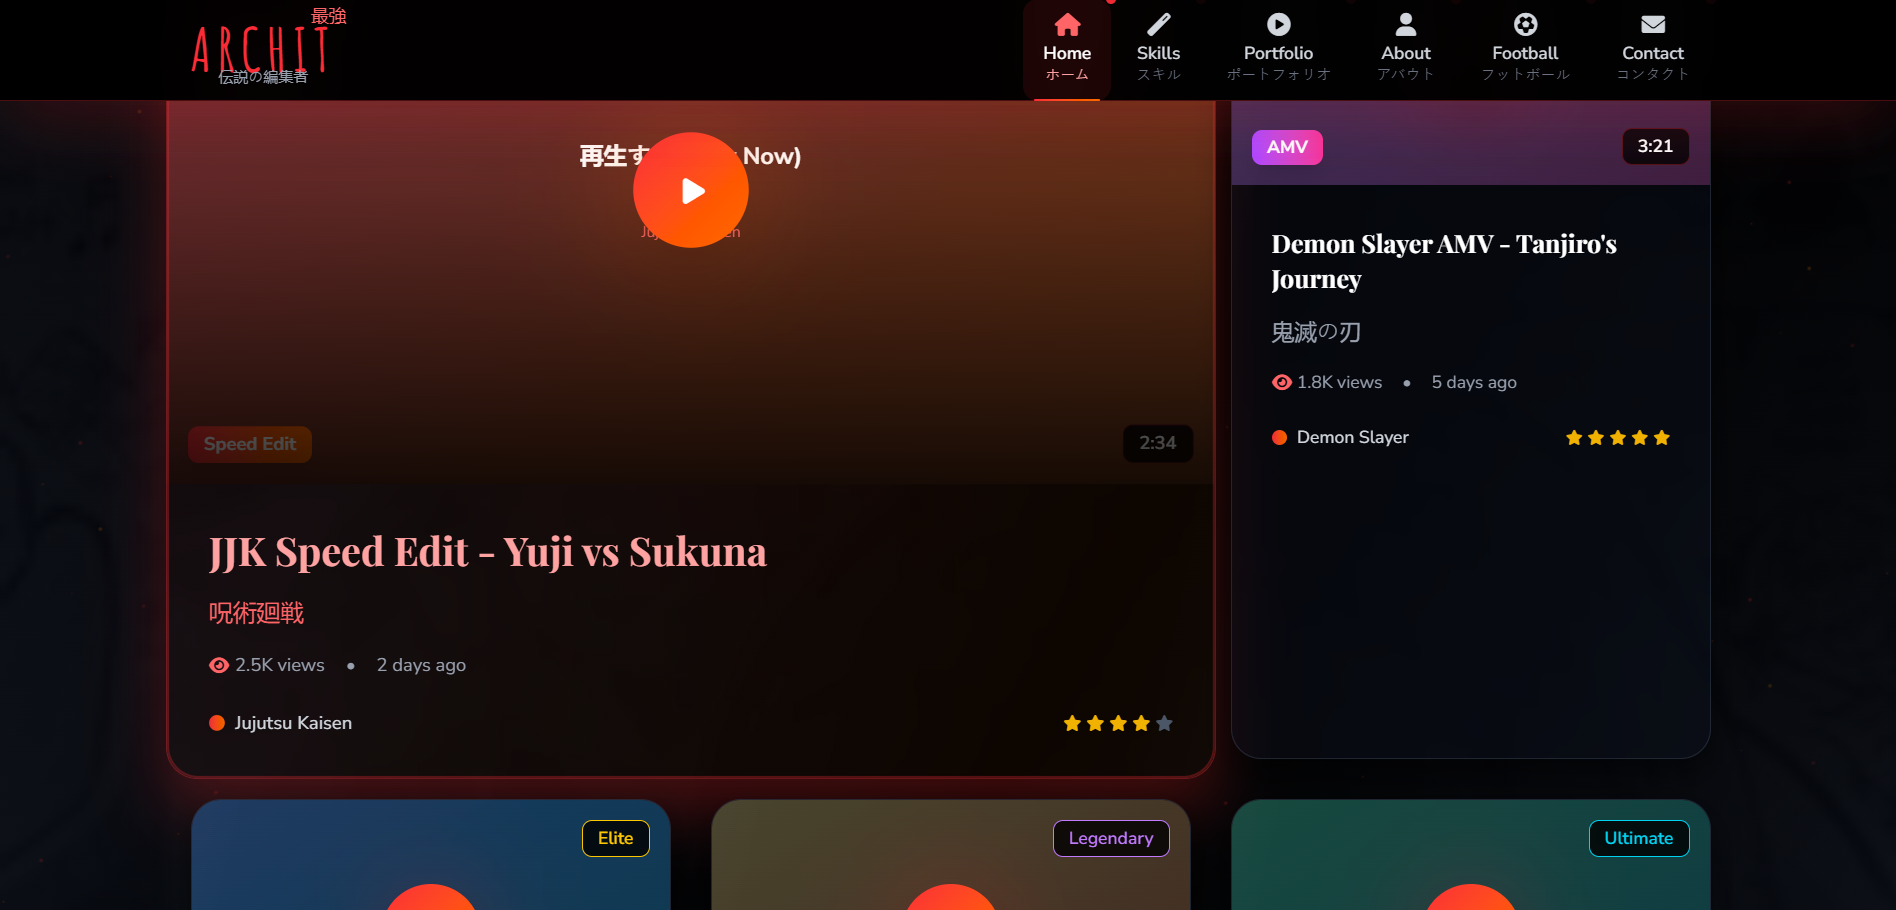 最強
ARCHIT
伝説の編集者
Home
ホーム
Skills
スキル
Portfolio
ポートフォリオ
About
アバウト
Football
フットボール
Contact
コンタクト
再生す Now)
Speed Edit
2:34
JJK Speed Edit - Yuji vs Sukuna
呪術廻戦
2.5K views • 2 days ago
Jujutsu Kaisen
AMV
3:21
Demon Slayer AMV - Tanjiro's
Journey
鬼滅の刃
1.8K views • 5 days ago
Demon Slayer
Elite
Legendary
Ultimate